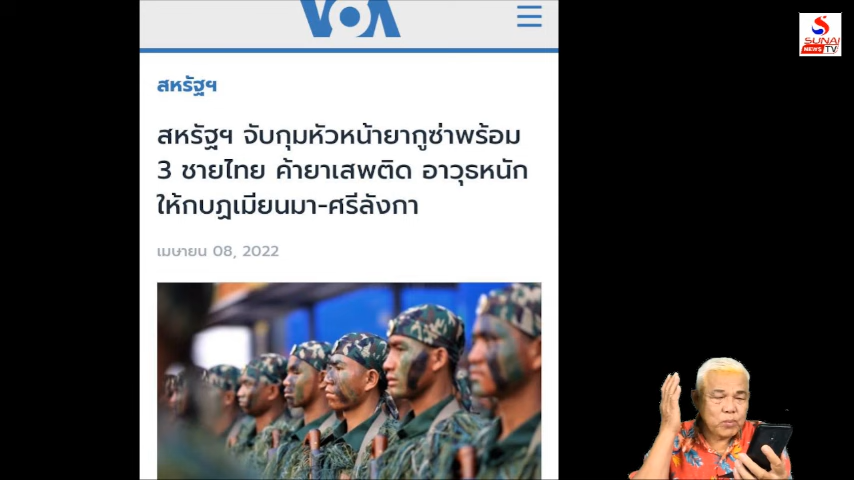 VOA
SUNAI
NEWS TV
สหรัฐฯ
สหรัฐฯ จับกุมหัวหน้ายากูซ่าพร้อม
3 ชายไทย ค้ายาเสพติด อาวุธหนัก
ให้กบฏเมียนมา-ศรีลังกา
เมษายน 08, 2022